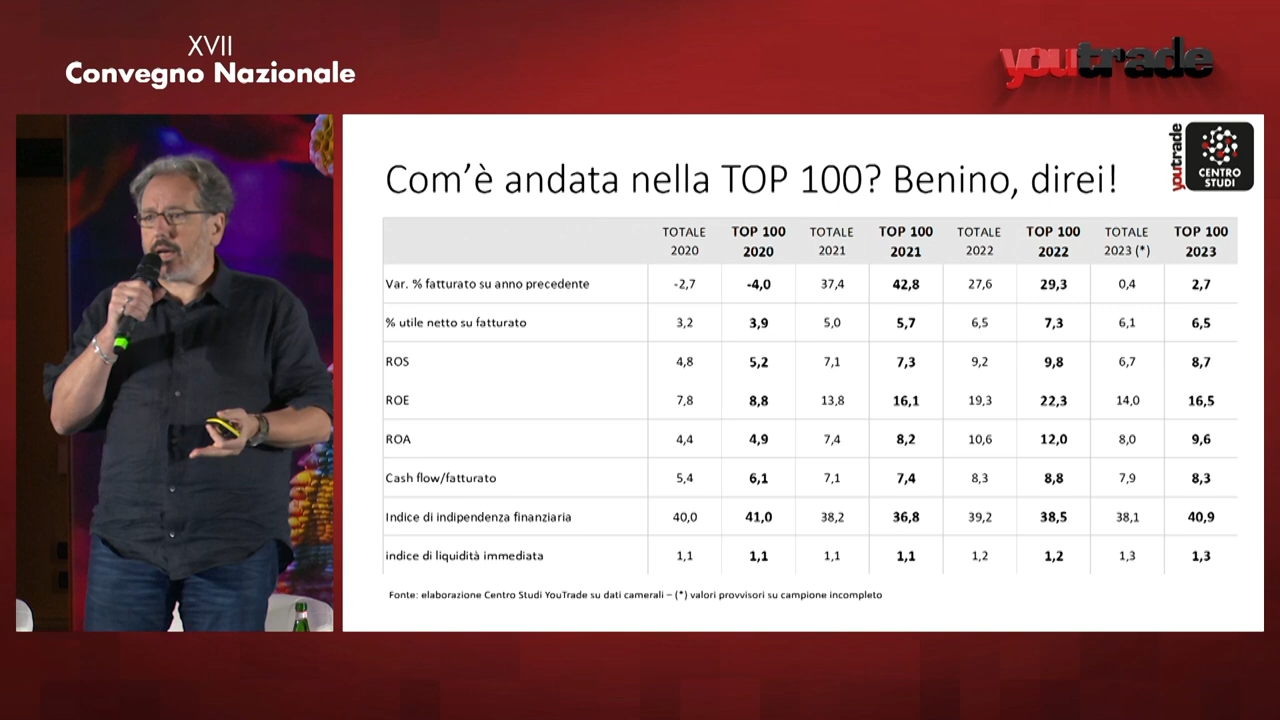 XVII
Convegno Nazionale
youtrade
youtrade
CENTRO
STUDI
Com'è andata nella TOP 100? Benino, direi!
TOTALE 2020 TOP 100 2020 TOTALE 2021 TOP 100 2021 TOTALE 2022 TOP 100 2022 TOTALE 2023 (*) TOP 100 2023
Var. % fatturato su anno precedente -2,7 -4,0 37,4 42,8 27,6 29,3 0,4 2,7
% utile netto su fatturato 3,2 3,9 5,0 5,7 6,5 7,3 6,1 6,5
ROS 4,8 5,2 7,1 7,3 9,2 9,8 6,7 8,7
ROE 7,8 8,8 13,8 16,1 19,3 22,3 14,0 16,5
ROA 4,4 4,9 7,4 8,2 10,6 12,0 8,0 9,6
Cash flow/fatturato 5,4 6,1 7,1 7,4 8,3 8,8 7,9 8,3
Indice di indipendenza finanziaria 40,0 41,0 38,2 36,8 39,2 38,5 38,1 40,9
indice di liquidità immediata 1,1 1,1 1,1 1,1 1,2 1,2 1,3 1,3
Fonte: elaborazione Centro Studi YouTrade su dati camerali – (*) valori provvisori su campione incompleto